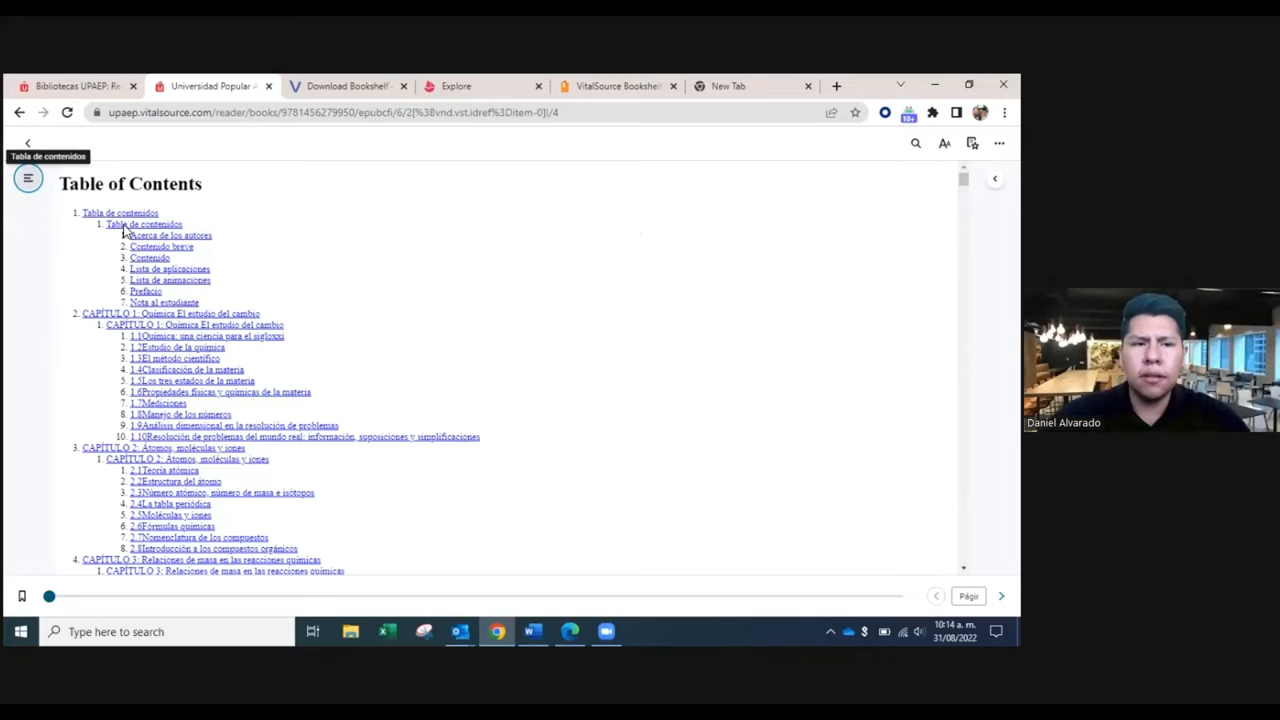 Bibliotecas UPAEP: Re
Universidad Popular A
Download Bookshelf -
Explore
VitalSource Bookshelf
New Tab
upaep.vitalsource.com/reader/books/9781456279950/epubcfi/6/2[%3Bvnd.vst.idref%3Ditem-0]!/4
10+
Tabla de contenidos
Table of Contents
1. Tabla de contenidos
1. Tabla de contenidos
1. Acerca de los autores
2. Contenido breve
3. Contenido
4. Lista de aplicaciones
5. Lista de animaciones
6. Prefacio
7. Nota al estudiante
2. CAPÍTULO 1: Química El estudio del cambio
1. CAPÍTULO 1: Química El estudio del cambio
1. 1.1Química: una ciencia para el sigloxxi
2. 1.2Estudio de la química
3. 1.3El método científico
4. 1.4Clasificación de la materia
5. 1.5Los tres estados de la materia
6. 1.6Propiedades físicas y químicas de la materia
7. 1.7Mediciones
8. 1.8Manejo de los números
9. 1.9Análisis dimensional en la resolución de problemas
10. 1.10Resolución de problemas del mundo real: información, suposiciones y simplificaciones
3. CAPÍTULO 2: Átomos, moléculas y iones
1. CAPÍTULO 2: Átomos, moléculas y iones
1. 2.1Teoría atómica
2. 2.2Estructura del átomo
3. 2.3Número atómico, número de masa e isótopos
4. 2.4La tabla periódica
5. 2.5Moléculas y iones
6. 2.6Fórmulas químicas
7. 2.7Nomenclatura de los compuestos
8. 2.8Introducción a los compuestos orgánicos
4. CAPÍTULO 3: Relaciones de masa en las reacciones químicas
1. CAPÍTULO 3: Relaciones de masa en las reacciones químicas
Págir
Type here to search
10:14 a. m.
31/08/2022
Daniel Alvarado